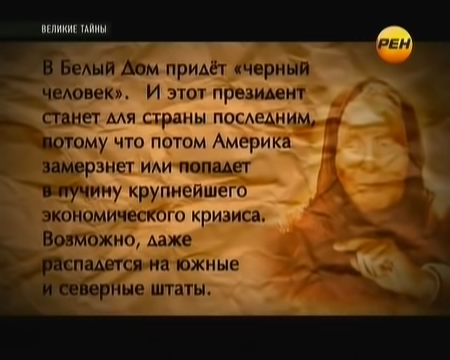 ВЕЛИКИЕ ТАЙНЫ
РЕН
В Белый Дом придёт «черный
человек». И этот президент
станет для страны последним,
потому что потом Америка
замерзнет или попадет
в пучину крупнейшего
экономического кризиса.
Возможно, даже
распадется на южные
и северные штаты.